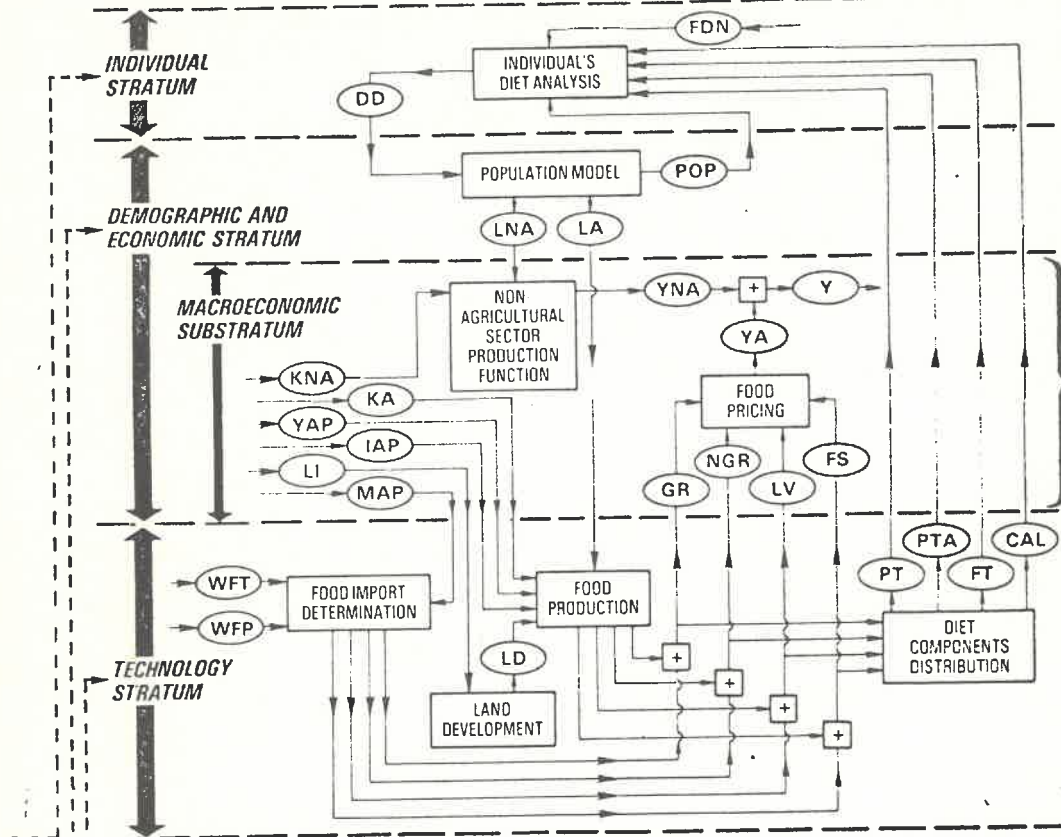 FDN
INDIVIDUAL
STRATUM
INDIVIDUAL'S
DIET ANALYSIS
DD
POPULATION MODEL
POP
DEMOGRAPHIC AND
ECONOMIC STRATUM
LNA
LA
MACROECONOMIC
SUBSTRATUM
NON
AGRICULTURAL
SECTOR
PRODUCTION
FUNCTION
YNA
+
Y
YA
KNA
KA
YAP
IAP
LI
MAP
FOOD
PRICING
GR
NGR
LV
FS
PT
PTA
FT
CAL
WFT
WFP
FOOD IMPORT
DETERMINATION
FOOD
PRODUCTION
LD
LAND
DEVELOPMENT
+
+
+
+
DIET
COMPONENTS
DISTRIBUTION
TECHNOLOGY
STRATUM